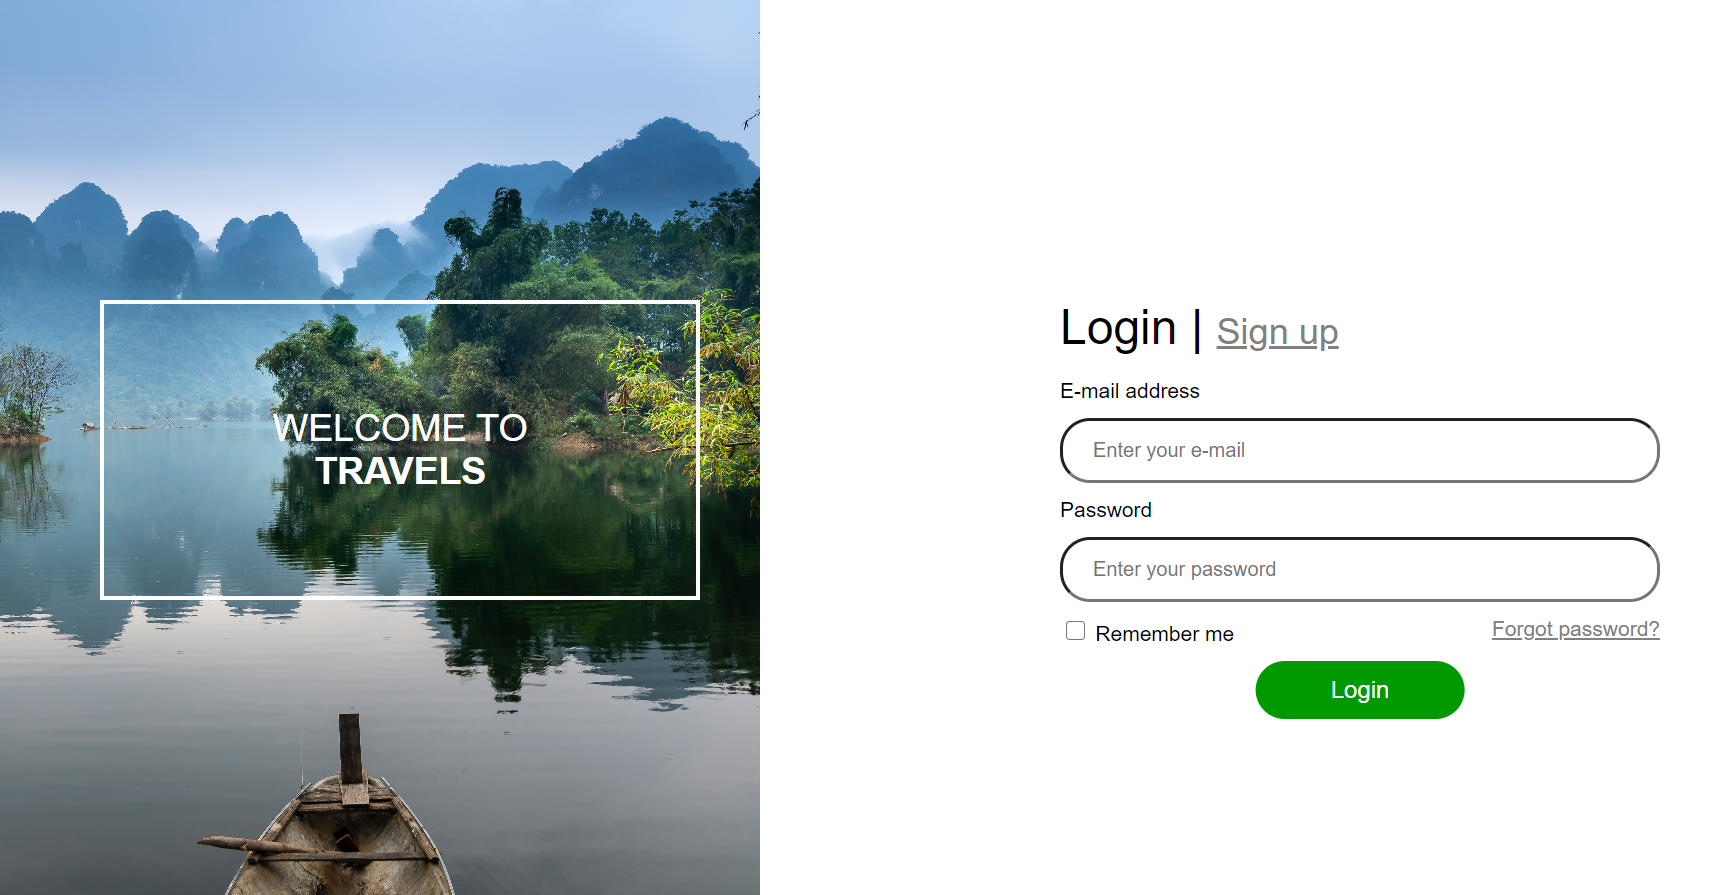 WELCOME TO
TRAVELS
Login | Sign up
E-mail address
Enter your e-mail
Password
Enter your password
Remember me
Forgot password?
Login